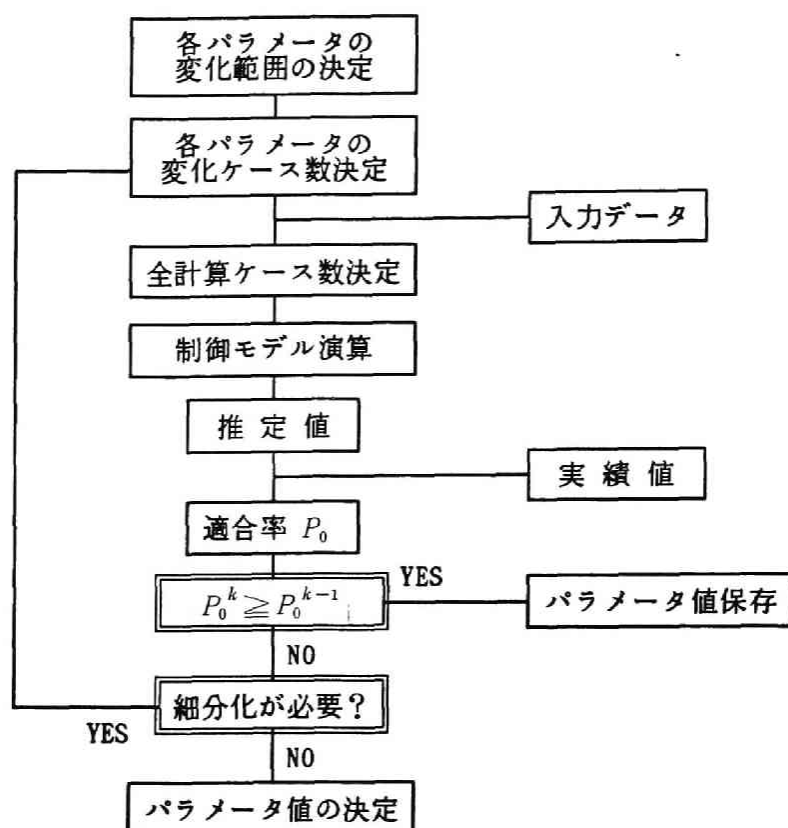 各パラメータの
変化範囲の決定
各パラメータの
変化ケース数決定
入力データ
全計算ケース数決定
制御モデル演算
推定値
実績値
適合率 P₀
P₀ᵏ ≧ P₀ᵏ⁻¹
YES
パラメータ値保存
NO
細分化が必要？
YES
NO
パラメータ値の決定